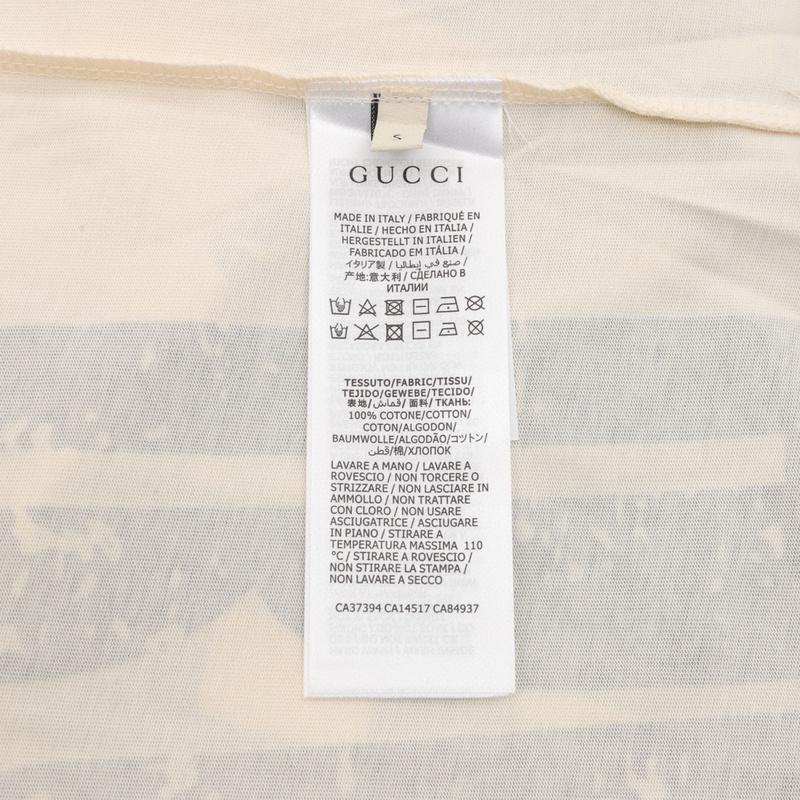 S
GUCCI
MADE IN ITALY / FABRIQUÉ EN
ITALIE / HECHO EN ITALIA /
HERGESTELLT IN ITALIEN /
FABRICADO EM ITÁLIA /
イタリア製 / صنع في إيطاليا /
产地:意大利 / СДЕЛАНО В
ИТАЛИИ
TESSUTO/FABRIC/TISSU/
TEJIDO/GEWEBE/TECIDO/
表地/قماش/ 面料/ ТКАНЬ:
100% COTONE/COTTON/
COTON/ALGODON/
BAUMWOLLE/ALGODÃO/コットン/
قطن/棉/ХЛОПОК
LAVARE A MANO / LAVARE A
ROVESCIO / NON TORCERE O
STRIZZARE / NON LASCIARE IN
AMMOLLO / NON TRATTARE
CON CLORO / NON USARE
ASCIUGATRICE / ASCIUGARE
IN PIANO / STIRARE A
TEMPERATURA MASSIMA 110
°C / STIRARE A ROVESCIO /
NON STIRARE LA STAMPA /
NON LAVARE A SECCO
CA37394 CA14517 CA84937